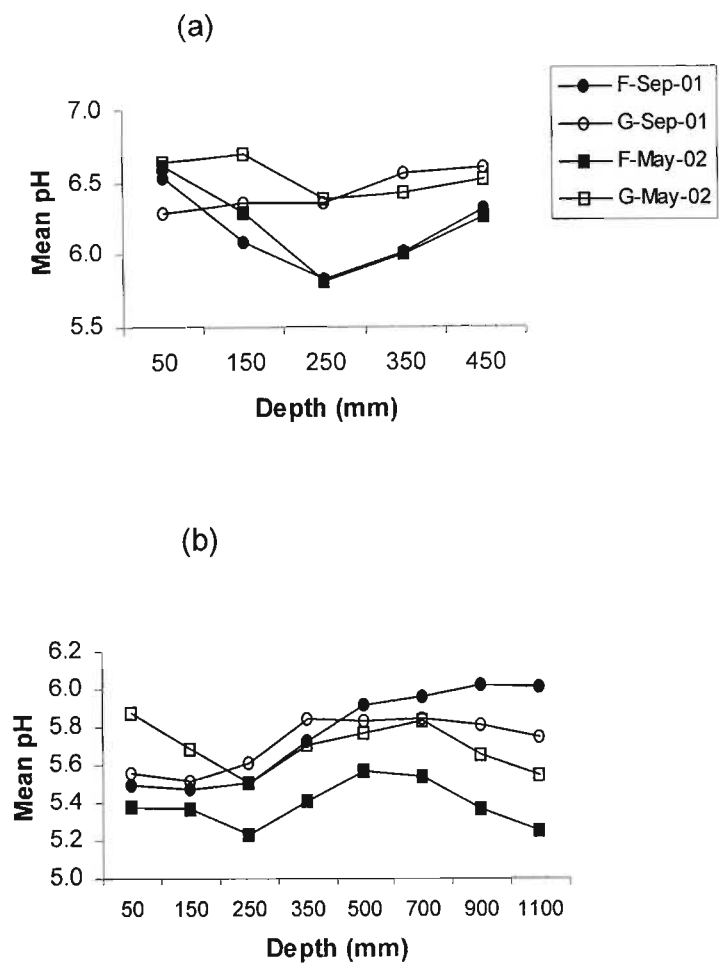 (a)
F-Sep-01
G-Sep-01
F-May-02
G-May-02
7.0
6.5
6.0
5.5
Mean pH
50 150 250 350 450
Depth (mm)
(b)
6.2
6.0
5.8
5.6
5.4
5.2
5.0
Mean pH
50 150 250 350 500 700 900 1100
Depth (mm)